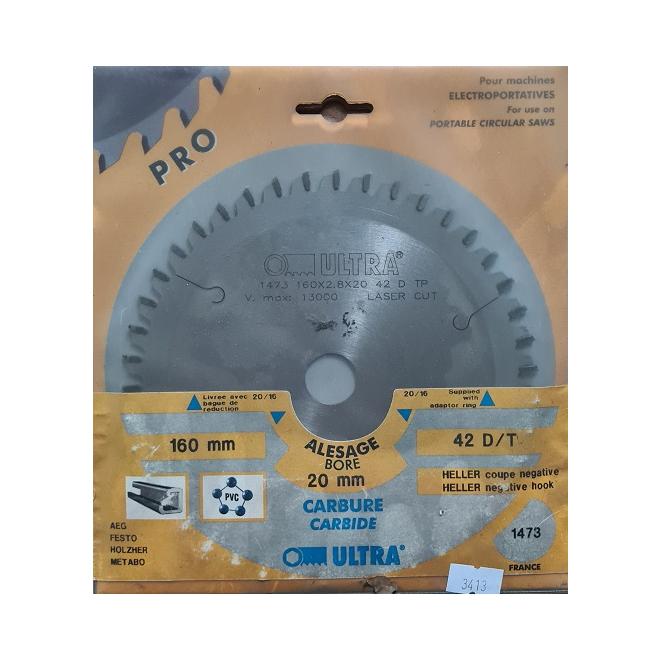 Pour machines
ELECTROPORTATIVES
For use on
PORTABLE CIRCULAR SAWS
PRO
ULTRA®
1473 160X2.8X20 42 D TP
V. max: 13000 LASER CUT
Livrée avec 20/16
bague de
réduction
20/16 Supplied
with
adaptor ring
160 mm
ALESAGE
BORE
20 mm
42 D/T
HELLER coupe negative
HELLER negative hook
PVC
CARBURE
CARBIDE
AEG
FESTO
HOLZHER
METABO
ULTRA®
1473
FRANCE
3413